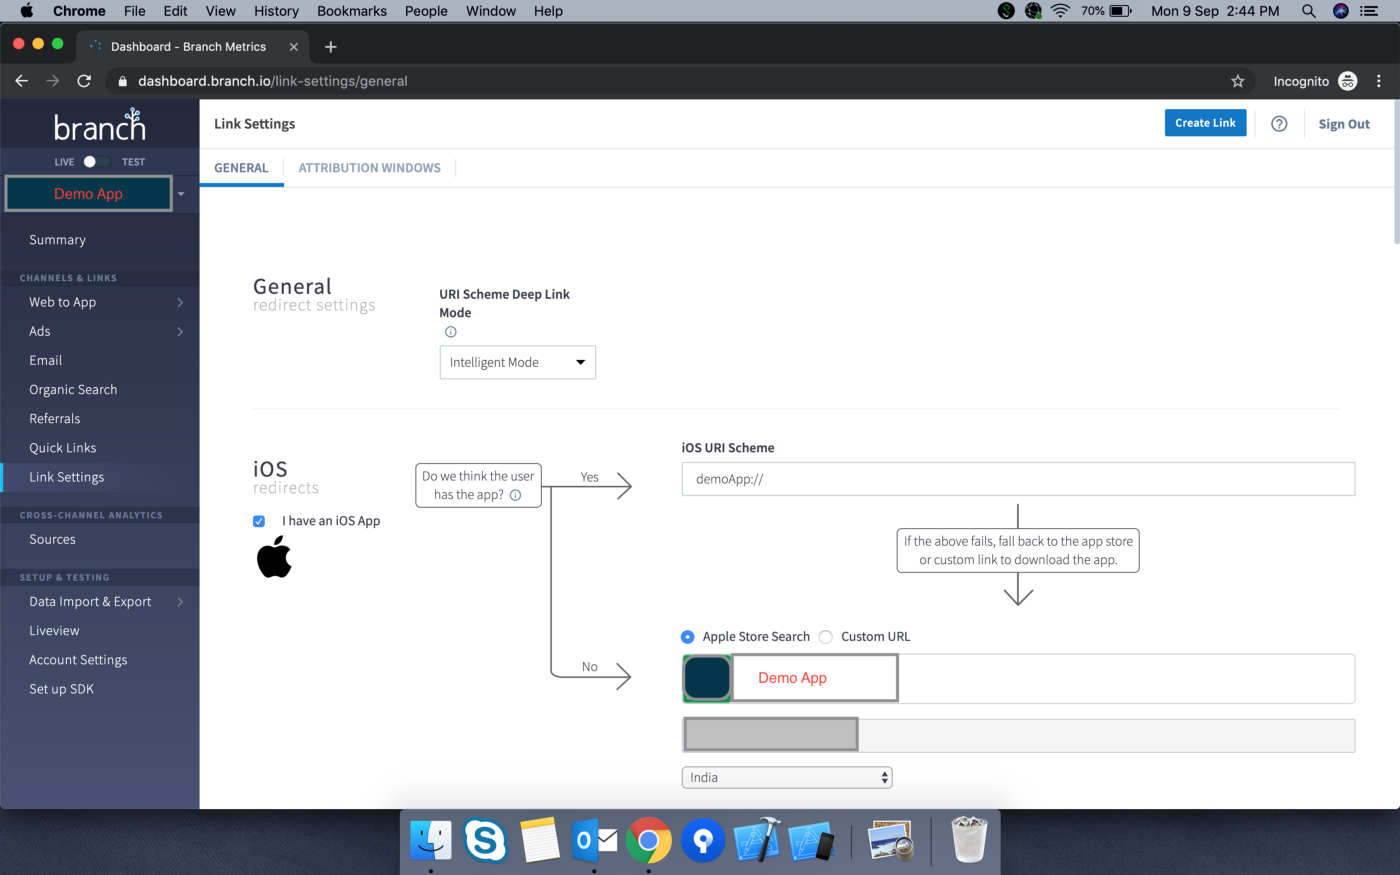 Chrome File Edit View History Bookmarks People Window Help 70% Mon 9 Sep 2:44 PM
Dashboard - Branch Metrics
dashboard.branch.io/link-settings/general Incognito
branch
LIVE TEST
Demo App
Summary
CHANNELS & LINKS
Web to App
Ads
Email
Organic Search
Referrals
Quick Links
Link Settings
CROSS-CHANNEL ANALYTICS
Sources
SETUP & TESTING
Data Import & Export
Liveview
Account Settings
Set up SDK
Link Settings
Create Link
Sign Out
GENERAL ATTRIBUTION WINDOWS
General
redirect settings
URI Scheme Deep Link
Mode
Intelligent Mode
iOS
redirects
I have an iOS App
Do we think the user
has the app?
Yes
No
iOS URI Scheme
demoApp://
If the above fails, fall back to the app store
or custom link to download the app.
Apple Store Search Custom URL
Demo App
India